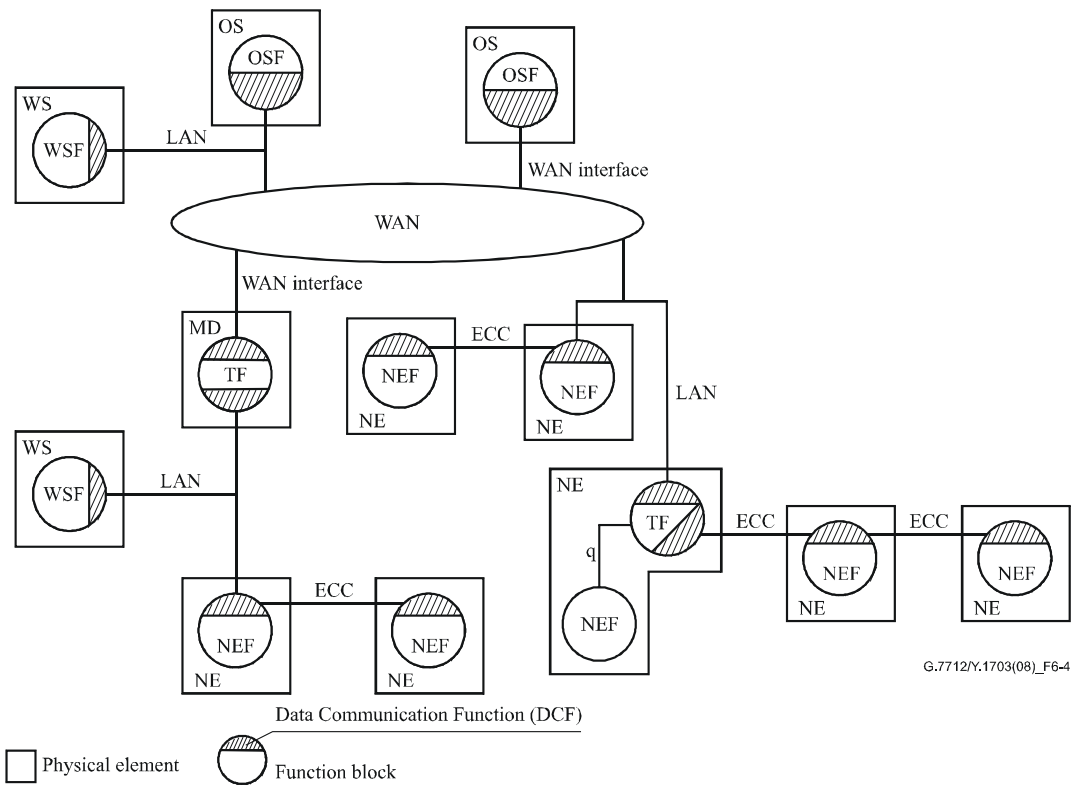 OS
OSF
OS
OSF
WS
WSF
LAN
WAN interface
WAN
WAN interface
MD
TF
NEF
NE
ECC
NEF
NE
LAN
WS
WSF
LAN
NE
TF
q
NEF
ECC
NEF
NE
ECC
NEF
NE
NEF
NE
ECC
NEF
NE
G.7712/Y.1703(08)_F6-4
Data Communication Function (DCF)
Physical element
Function block